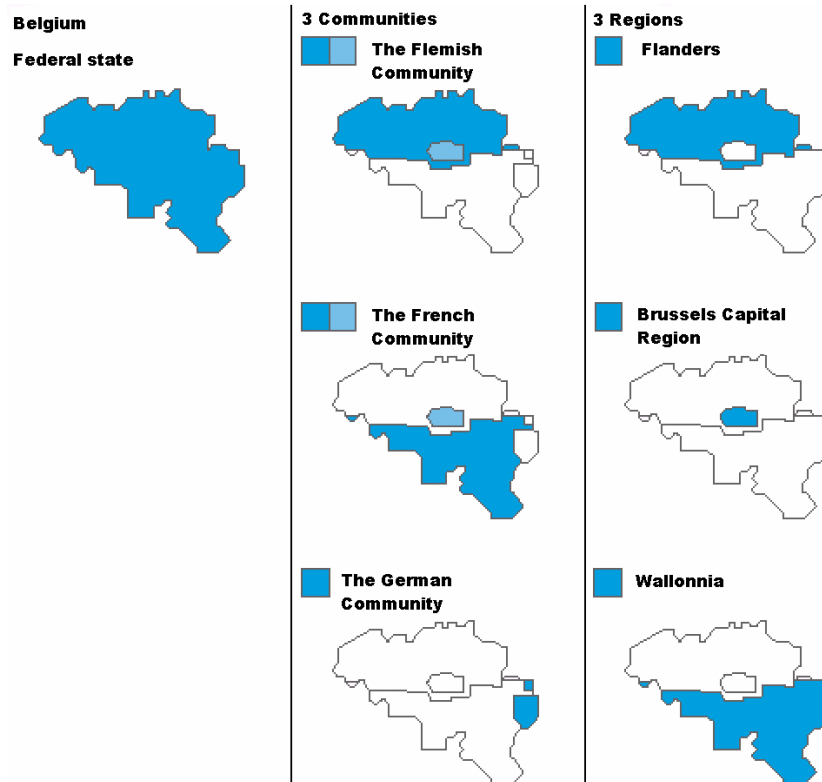 Belgium
Federal state
3 Communities
The Flemish
Community
The French
Community
The German
Community
3 Regions
Flanders
Brussels Capital
Region
Wallonnia